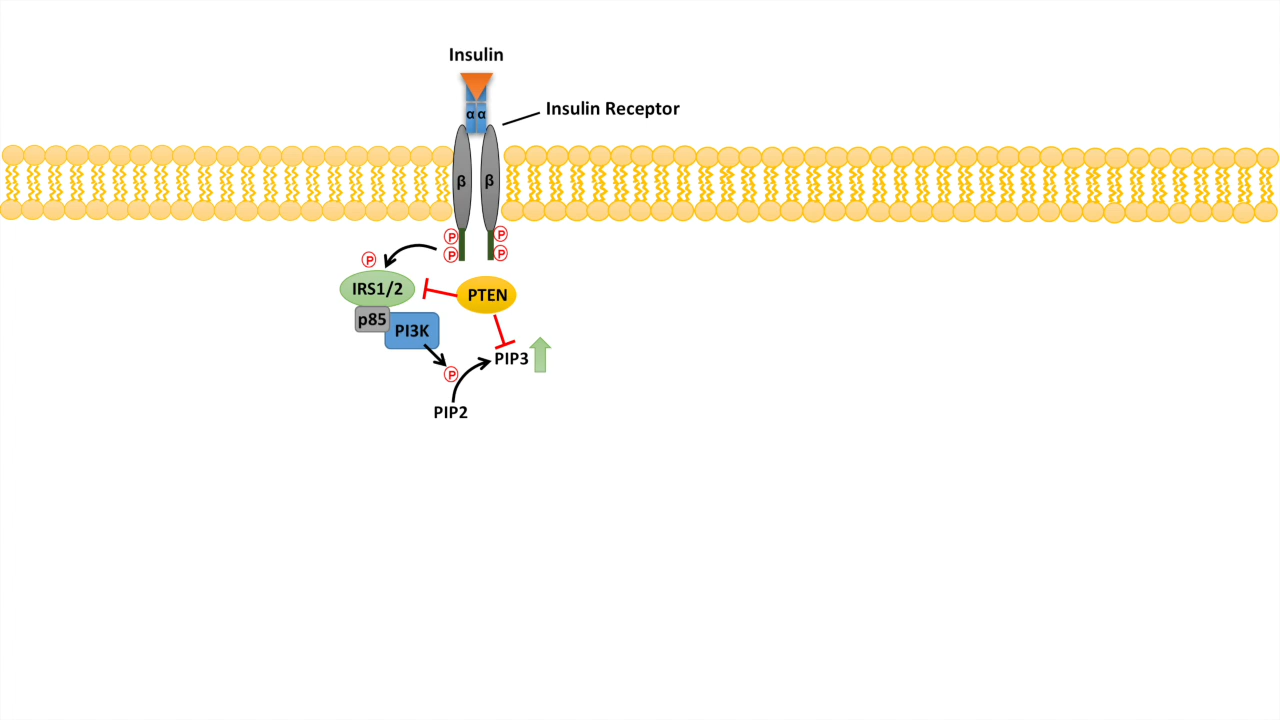 Insulin
α α
Insulin Receptor
β β
P P
P P
P
IRS1/2
PTEN
p85
PI3K
PIP3
P
PIP2